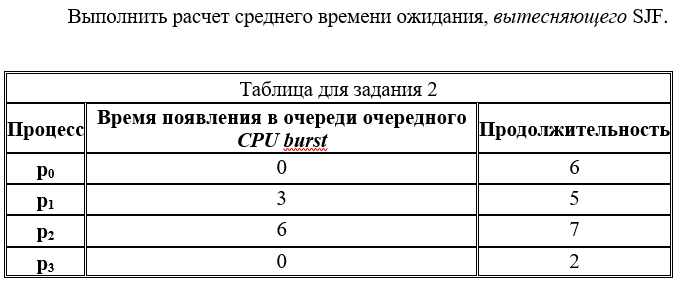 Выполнить расчет среднего времени ожидания, вытесняющего SJF.
Таблица для задания 2
Процесс Время появления в очереди очередного CPU burst Продолжительность
p₀ 0 6
p₁ 3 5
p₂ 6 7
p₃ 0 2